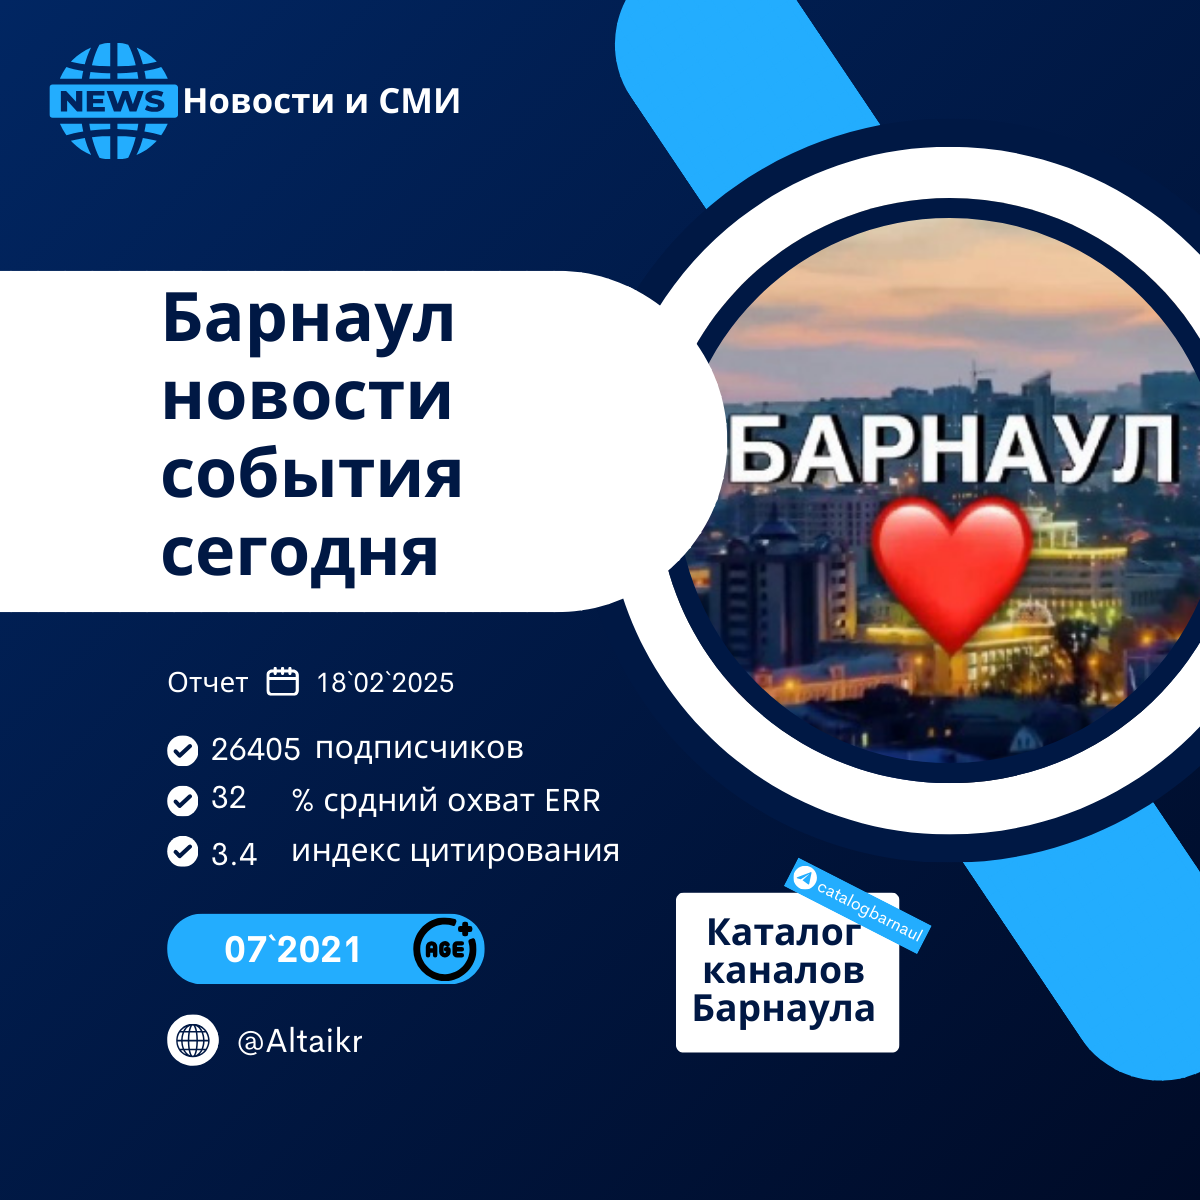 NEWS Новости и СМИ
Барнаул
новости
события
сегодня
БАРНАУЛ
Отчет 18`02`2025
26405 подписчиков
32 % срдний охват ERR
3.4 индекс цитирования
07`2021 AGE+
@Altaikr
catalogbarnaul
Каталог
каналов
Барнаула